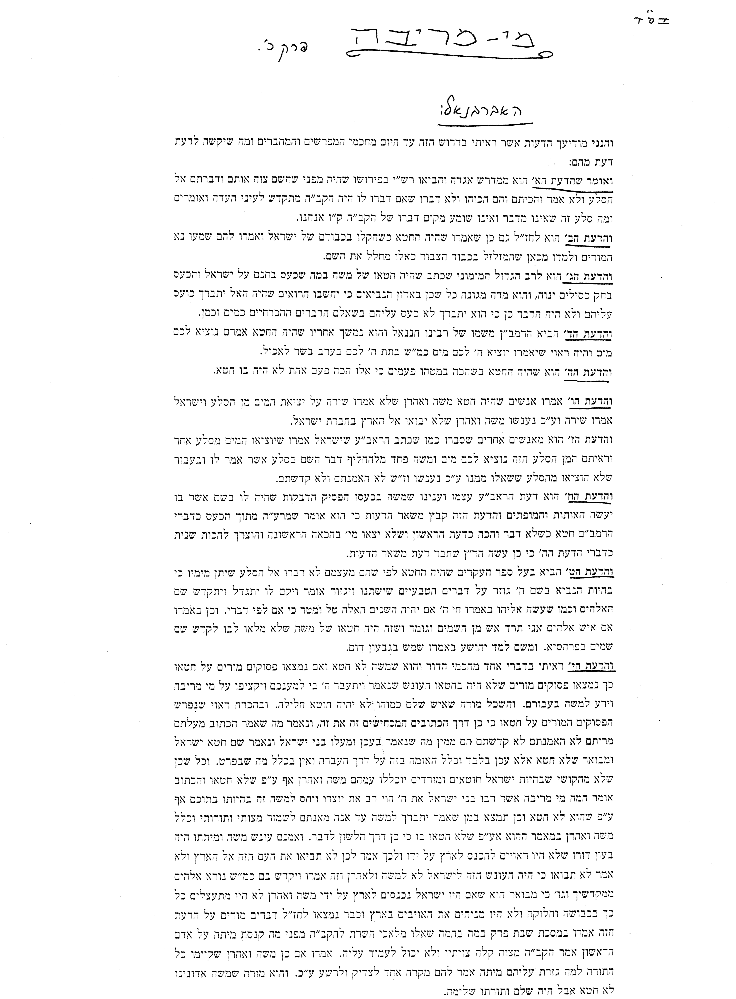 בס"ד
מי - מריבה
פרק כ'.
האברבנאל:
והנני מודיעך הדעות אשר ראיתי בדרוש הזה עד היום מחכמי המפרשים והמחברים ומה שיקשה לדעת
דעת מהם:
ואומר שהדעת הא' הוא ממדרש אגדה והביאו רש"י בפירושו שהיה מפני שהשם צוה אותם ודברתם אל
הסלע ולא אמר והכיתם והם הכוהו ולא דברו שאם דברו לו היה הקב"ה מתקדש לעיני העדה ואומרים
ומה סלע זה שאינו מדבר ואינו שומע מקים דברו של הקב"ה ק"ו אנחנו.
והדעת הב' הוא לחז"ל גם כן שאמרו שהיה החטא כשהקלו בכבודם של ישראל ואמרו להם שמעו נא
המורים ולמדו מכאן שהמזלזל בכבוד הצבור כאלו מחלל את השם.
והדעת הג' הוא לרב הגדול המימוני שכתב שהיה חטאו של משה במה שכעס בחנם על ישראל והכעס
בחק כסילים ינוח, והוא מדה מגונה כל שכן באדון הנביאים כי יחשבו הרואים שהיה האל יתברך כועס
עליהם ולא היה הדבר כן כי הוא יתברך לא כעס עליהם בשאלם הדברים ההכרחיים כמים וכמן.
והדעת הד' הביא הרמב"ן משמו של רבינו חננאל והוא נמשך אחריו שהיה החטא אמרם נוציא לכם
מים והיה ראוי שיאמרו יוציא ה' לכם מים כמ"ש בתת ה' לכם בערב בשר לאכול.
והדעת הה' הוא שהיה החטא בשהכה במטהו פעמים כי אלו הכה פעם אחת לא היה בו חטא.
והדעת הו' אמרו אנשים שהיה חטא משה ואהרן שלא אמרו שירה על יציאת המים מן הסלע וישראל
אמרו שירה וע"כ נענשו משה ואהרן שלא יבואו אל הארץ בחברת ישראל.
והדעת הז' הוא מאנשים אחרים שסברו כמו שכתב הראב"ע שישראל אמרו שיוציאו המים מסלע אחר
וראיתם המן הסלע הזה נוציא לכם מים ומשה פחד מלהחליף דבר השם בסלע אשר אמר לו ובעבור
שלא הוציאו מהסלע ששאלו ממנו ע"כ נענשו וז"ש לא האמנתם ולא קדשתם.
והדעת הח' הוא דעת הראב"ע עצמו וענינו שמשה בכעסו הפסיק הדבקות שהיה לו בשם אשר בו
יעשה האותות והמופתים והדעת הזה קבץ משאר הדעות כי הוא אומר שמרע"ה מתוך הכעס כדברי
הרמב"ם חטא כשלא דבר והכה כדעת הראשון ושלא יצאו מי' בהכאה הראשונה והוצרך להכות שנית
כדברי הדעת הה' כי כן עשה הר"ן שחבר דעת משאר הדעות.
והדעת הט' הביא בעל ספר העקרים שהיה החטא לפי שהם מעצמם לא דברו אל הסלע שיתן מימיו כי
בהיות הנביא בשם ה' גוזר על דברים הטבעיים שישתנו ויגזור אומר ויקם לו יתגדל ויתקדש שם
האלהים וכמו שעשה אליהו באמרו חי ה' אם יהיה השנים האלה טל ומטר כי אם לפי דברי. וכן באמרו
אם איש אלהים אני תרד אש מן השמים וגומר ושזה היה חטאו של משה שלא מלאו לבו לקדש שם
שמים בפרהסיא. ומשם למד יהושע באמרו שמש בגבעון דום.
והדעת הי' ראיתי בדברי אחד מחכמי הדור והוא שמשה לא חטא ואם נמצאו פסוקים מורים על חטאו
כך נמצאו פסוקים מורים שלא היה בחטאו העונש שנאמר ויתעבר ה' בי למענכם ויקציפו על מי מריבה
וירע למשה בעבורם. והשכל מורה שאיש שלם כמוהו לא יהיה חוטא חלילה. ובהכרח ראוי שנפרש
הפסוקים המורים על חטאו כי כן דרך הכתובים המכחישים זה את זה, ונאמר מה שאמר הכתוב מעלתם
מריתם לא האמנתם לא קדשתם הם ממין מה שנאמר בעכן ומעלו בני ישראל ונאמר שם חטא ישראל
ומבואר שלא חטא אלא עכן בלבד וכלל האומה בזה על דרך העברה ואין בכלל מה שבפרט. וכל שכן
שלא מהקושי שבהיות ישראל חוטאים ומורדים יוכללו עמהם משה ואהרן אף ע"פ שלא חטאו והכתוב
אומר המה מי מריבה אשר רבו בני ישראל את ה' הוי רב את יוצרו ויחס למשה זה בהיותו בתוכם אף
ע"פ שהוא לא חטא וכן תמצא במן שאמר יתברך למשה עד אנה מאנתם לשמור מצותי ותורותי וכלל
משה ואהרן במאמר ההוא אע"פ שלא חטאו בו כי כן דרך הלשון לדבר. ואמנם עונש משה ומיתתו היה
בעון דורו שלא היו ראויים להכנס לארץ על ידו ולכך אמר לכן לא תביאו את העם הזה אל הארץ ולא
אמר לא תבואו כי היה העונש הזה לישראל לא למשה ולאהרן וזה אמרו ויקדש בם כמ"ש נורא אלהים
ממקדשיך וגו' כי מבואר הוא שאם היו ישראל נכנסים לארץ על ידי משה ואהרן לא היו מתעצלים כל
כך בכבושה וחלוקה ולא היו מניחים את האויבים בארץ וכבר נמצאו לחז"ל דברים מורים על הדעת
הזה אמרו במסכת שבת פרק במה בהמה שאלו מלאכי השרת להקב"ה מפני מה קנסת מיתה על אדם
הראשון אמר הקב"ה מצוה קלה צויתיו ולא יכול לעמוד עליה. אמרו אם כן משה ואהרן שקיימו כל
התורה למה גזרת עליהם מיתה אמר להם מקרה אחד לצדיק ולרשע ע"כ. והוא מורה שמשה אדונינו
לא חטא אבל היה שלם ותורתו שלימה.